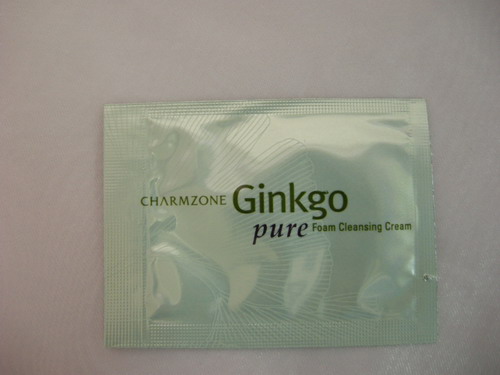 CHARMZONE Ginkgo
pure Foam Cleansing Cream